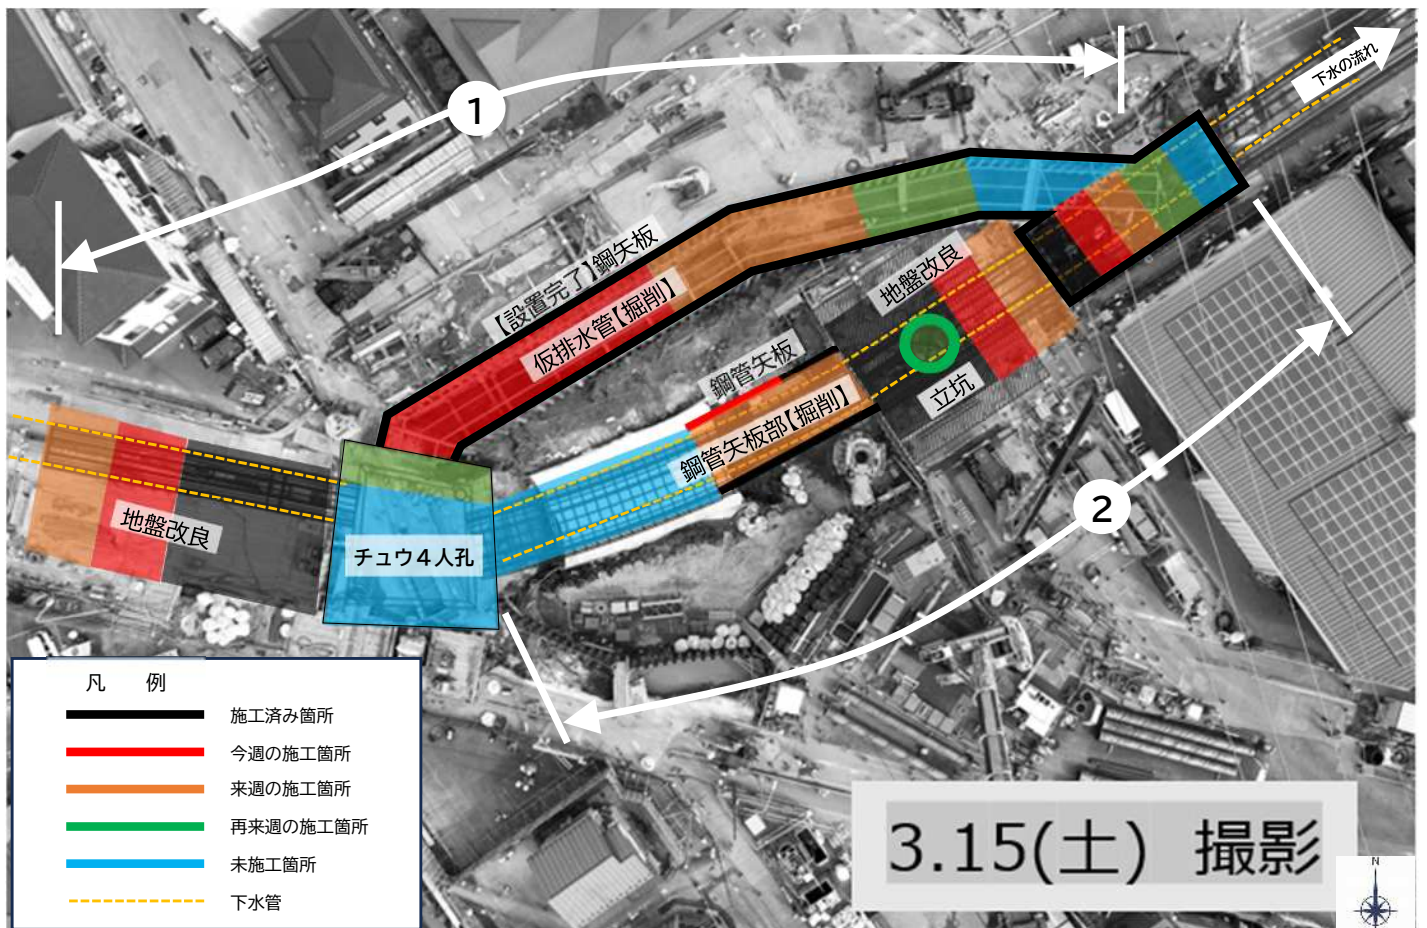 下水の流れ
1
【設置完了】鋼矢板
仮排水管【掘削】
地盤改良
鋼管矢板
立坑
鋼管矢板部【掘削】
地盤改良
チュウ4人孔
2
凡 例
施工済み箇所
今週の施工箇所
来週の施工箇所
再来週の施工箇所
未施工箇所
下水管
3.15(土) 撮影
N